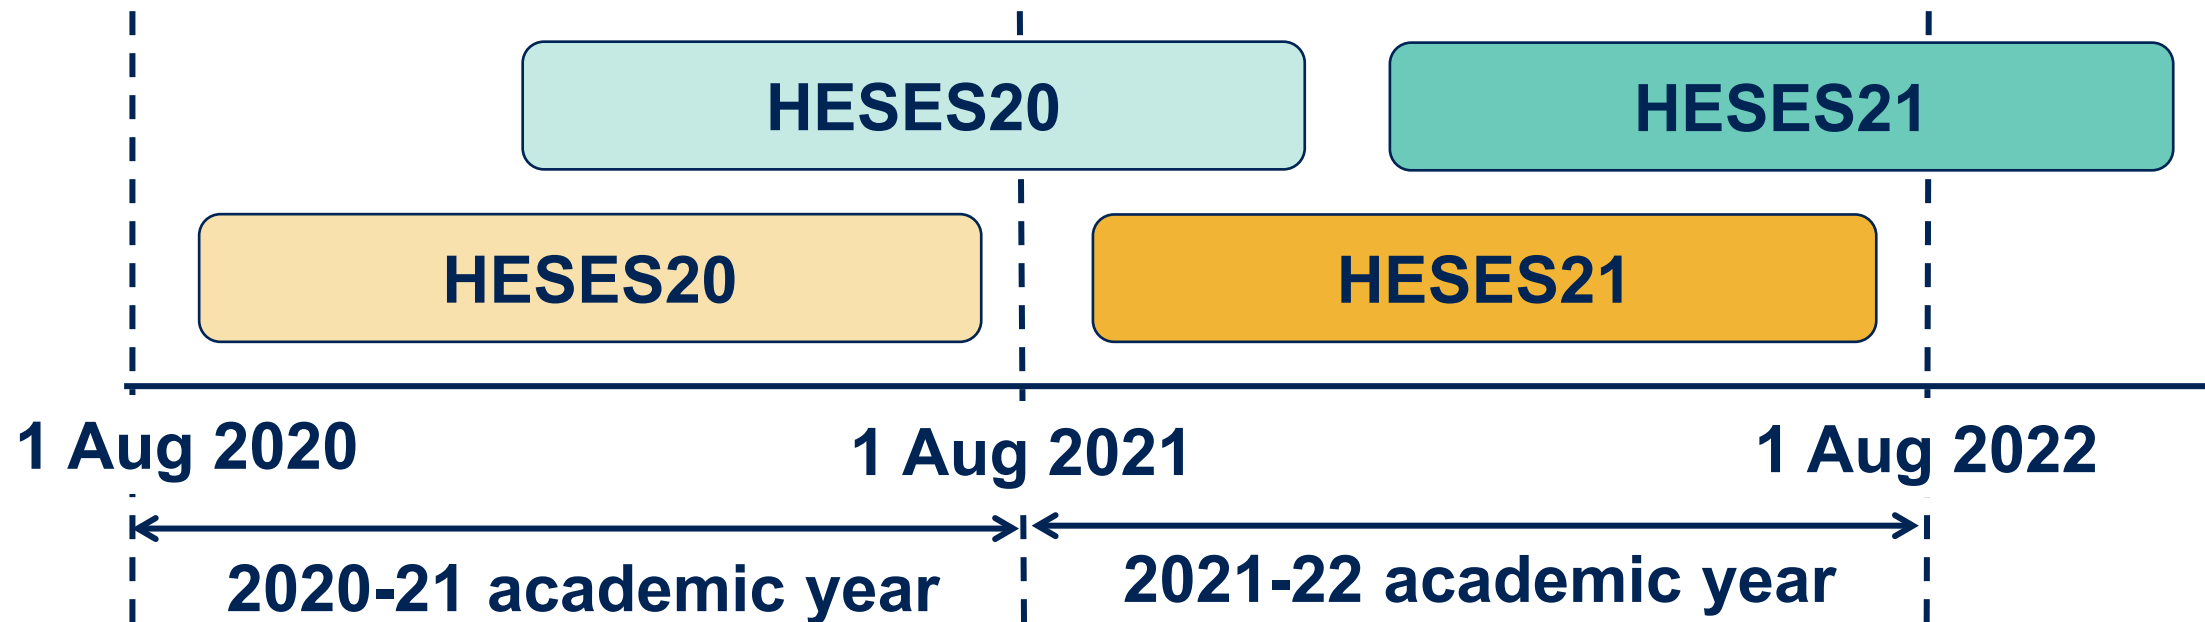 HESES20
HESES21
HESES20
HESES21
1 Aug 2020
1 Aug 2021
1 Aug 2022
2020-21 academic year
2021-22 academic year